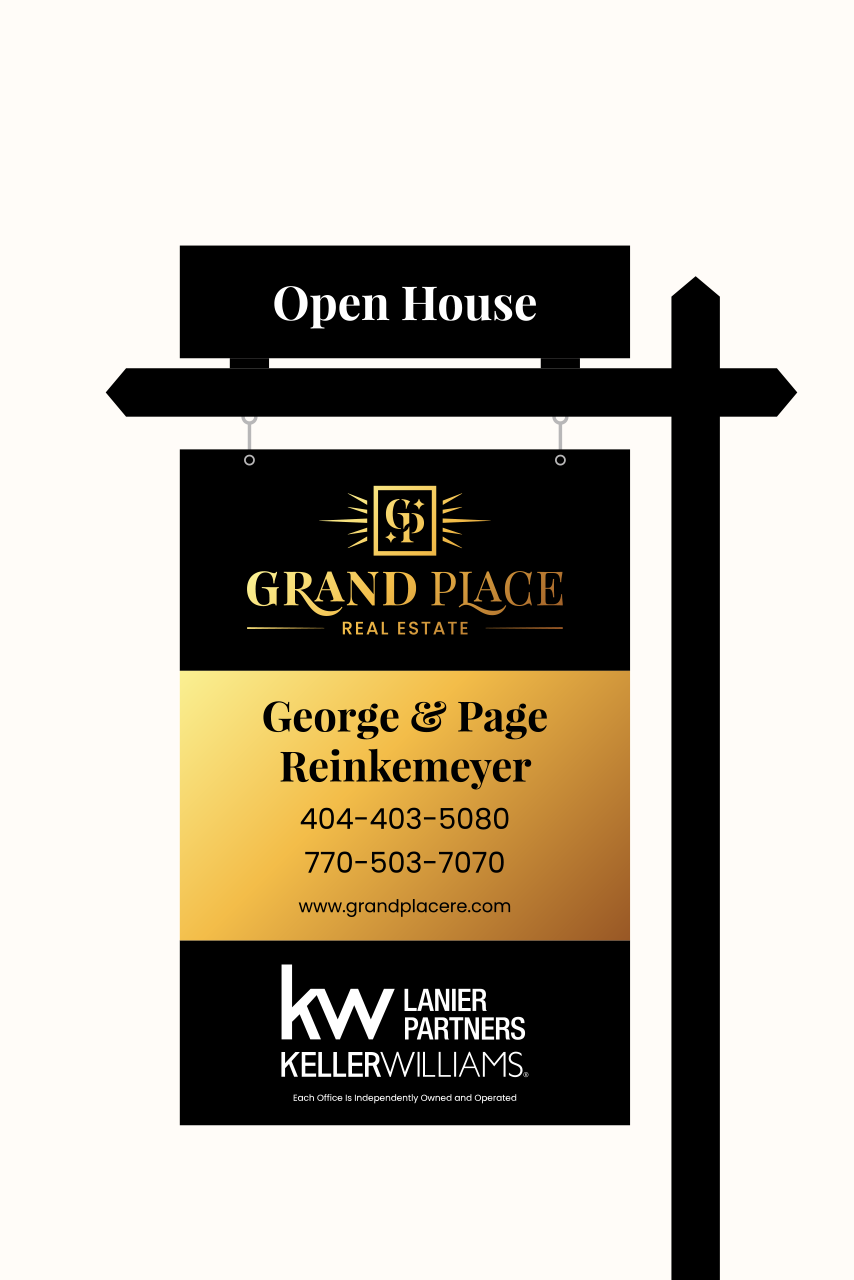 Open House
GP
GRAND PLACE
REAL ESTATE
George & Page
Reinkemeyer
404-403-5080
770-503-7070
www.grandplacere.com
kw LANIER
PARTNERS
KELLERWILLIAMS®
Each Office Is Independently Owned and Operated